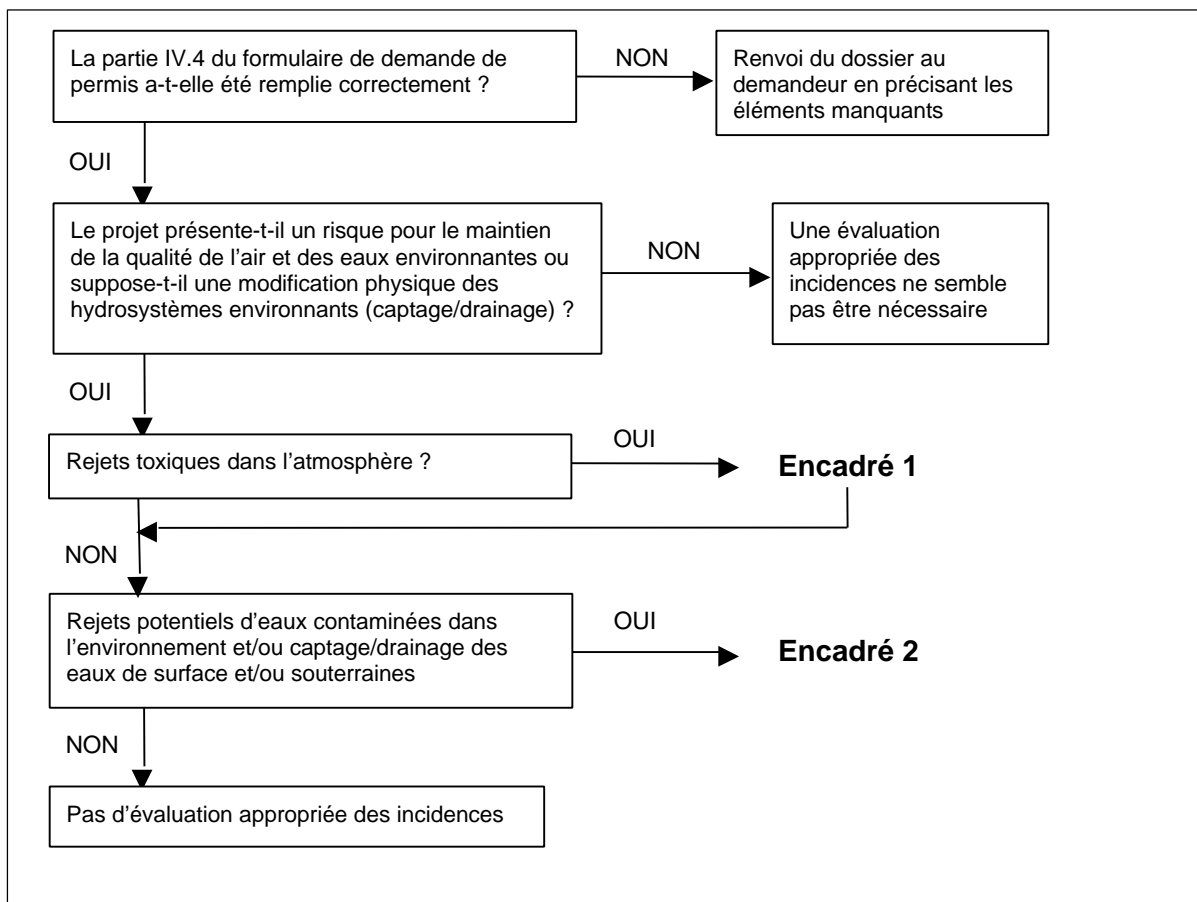 La partie IV.4 du formulaire de demande de
permis a-t-elle été remplie correctement ?
NON
Renvoi du dossier au
demandeur en précisant les
éléments manquants
OUI
Le projet présente-t-il un risque pour le maintien
de la qualité de l’air et des eaux environnantes ou
suppose-t-il une modification physique des
hydrosystèmes environnants (captage/drainage) ?
NON
Une évaluation
appropriée des
incidences ne semble
pas être nécessaire
OUI
Rejets toxiques dans l’atmosphère ?
OUI
Encadré 1
NON
Rejets potentiels d’eaux contaminées dans
l’environnement et/ou captage/drainage des
eaux de surface et/ou souterraines
OUI
Encadré 2
NON
Pas d’évaluation appropriée des incidences